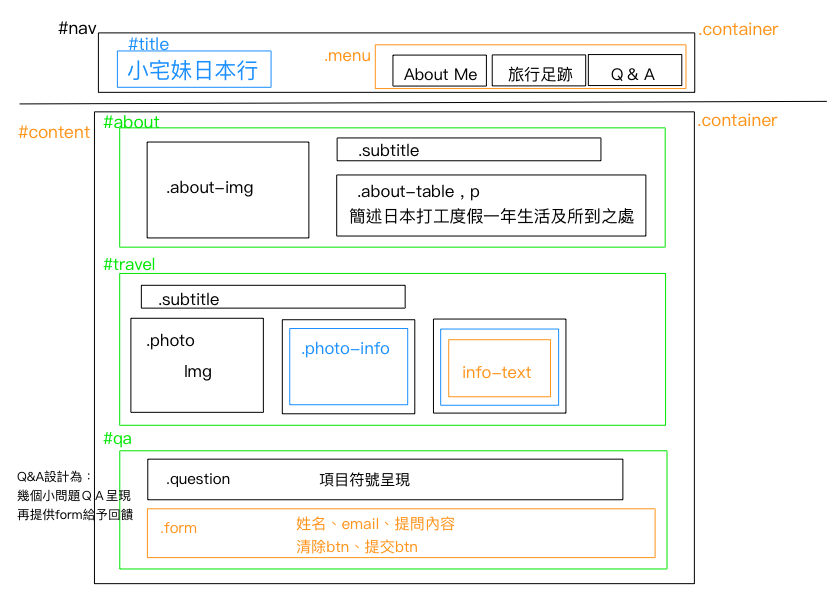 #nav
.container
#title
小宅妹日本行
.menu
About Me
旅行足跡
Q & A
#content
.container
#about
.about-img
.subtitle
.about-table , p
簡述日本打工度假一年生活及所到之處
#travel
.subtitle
.photo
Img
.photo-info
info-text
#qa
Q&A設計為：
幾個小問題ＱＡ呈現
再提供form給予回饋
.question
項目符號呈現
.form
姓名、email、提問內容
清除btn、提交btn